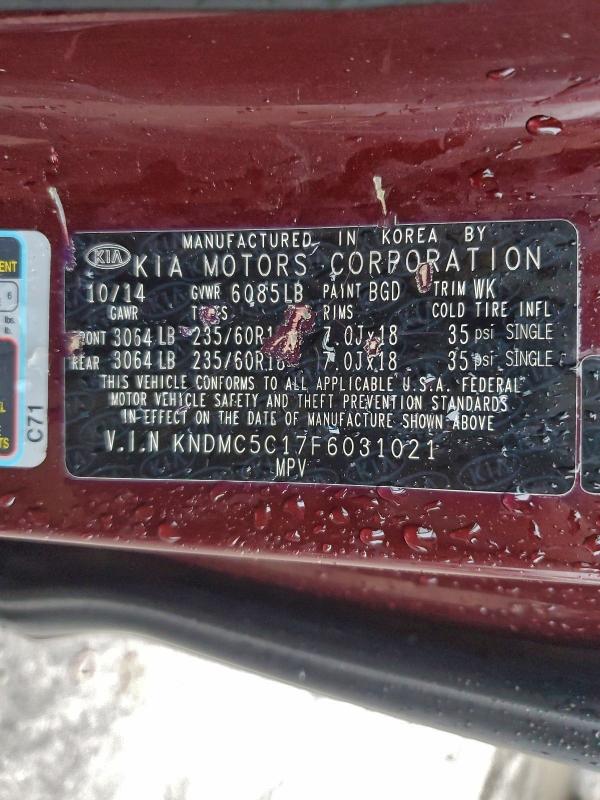 MANUFACTURED IN KOREA BY
KIA KIA MOTORS CORPORATION
10/14 GVWR 6085LB PAINT BGD TRIM WK
GAWR RIMS COLD TIRE INFL
3064 LB 235/60R18 7.0Jx18 35 psi SINGLE
REAR 3064 LB 235/60R18 7.0Jx18 35 psi SINGLE
THIS VEHICLE CONFORMS TO ALL APPLICABLE U.S.A. FEDERAL
MOTOR VEHICLE SAFETY AND THEFT PREVENTION STANDARDS
IN EFFECT ON THE DATE OF MANUFACTURE SHOWN ABOVE
V.I.N KNDMC5C17F6031021
MPV
C71